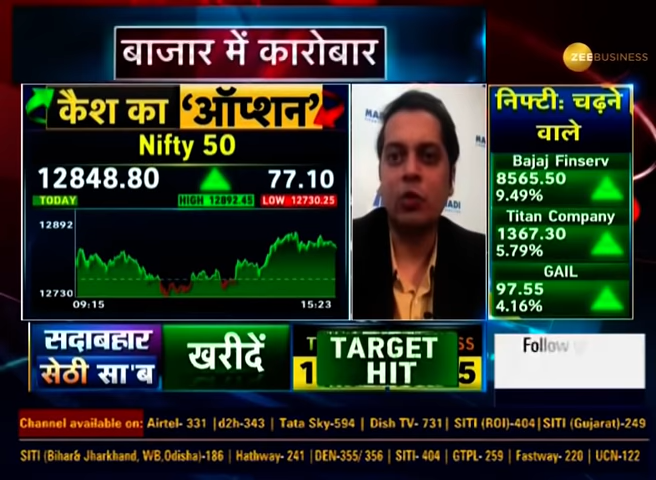 बाजार में कारोबार
ZEE BUSINESS
कैश का 'ऑप्शन'
Nifty 50
12848.80 77.10
TODAY HIGH 12892.45 LOW 12730.25
12892
12730
09:15 15:23
निफ्टी: चढ़ने
वाले
Bajaj Finserv
8565.50
9.49%
Titan Company
1367.30
5.79%
GAIL
97.55
4.16%
सदाबहार
सेठी सा'ब
खरीदें
TARGET
HIT
Follow
Channel available on: Airtel- 331 |d2h-343 | Tata Sky-594 | Dish TV- 731| SITI (ROI)-404|SITI (Gujarat)-249
SITI (Bihar& Jharkhand, WB,Odisha)-186 | Hathway- 241 |DEN-355/ 356 | SITI- 404 | GTPL- 259 | Fastway- 220 | UCN-122